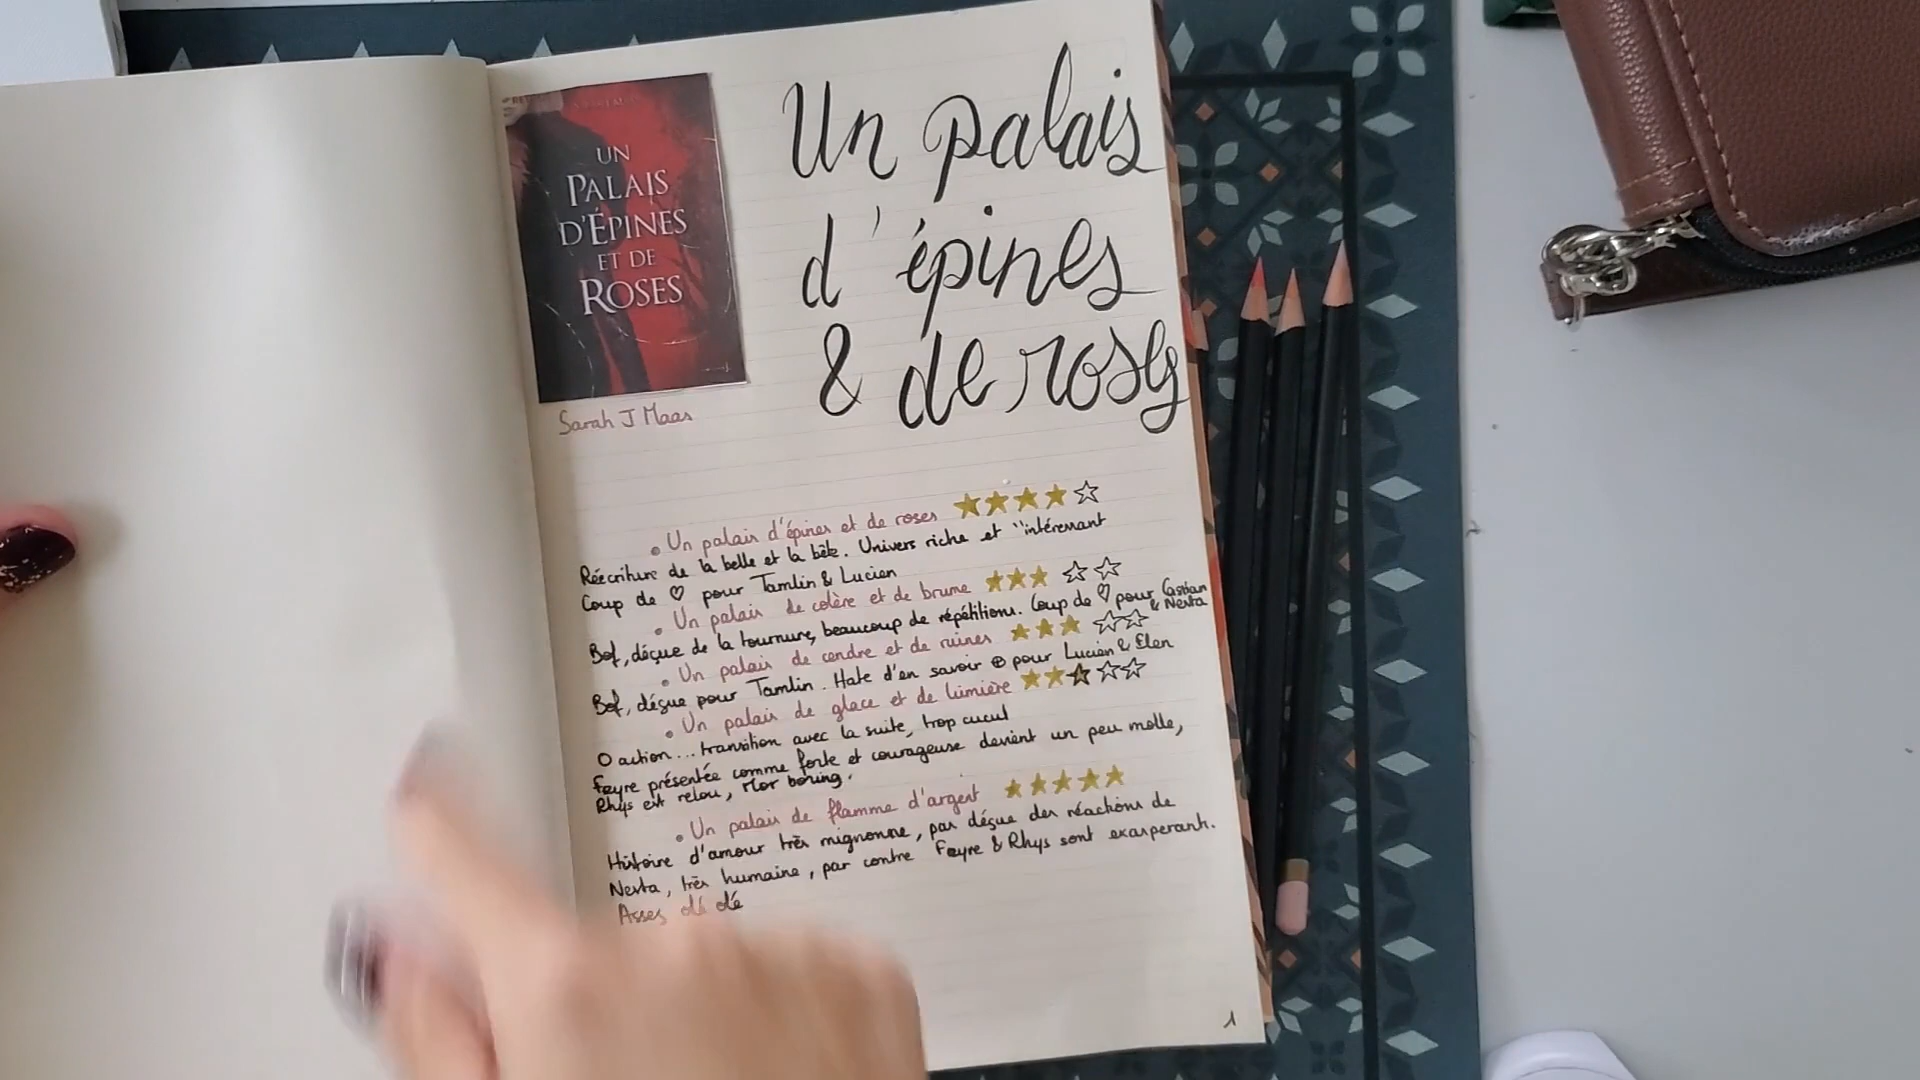 UN
PALAIS
D'ÉPINES
ET DE
ROSES
Un palais
d'épines
& de roses
Sarah J Maas
Un palais d'épines et de roses
Réécriture de la belle et la bête. Univers riche et "intéressant
Coup de ♡ pour Tamlin & Lucien
Un palais de colère et de brume
Bof, déçue de la tournure, beaucoup de répétitions. Coup de ♡ pour Cassian
& Nesta
Un palais de cendre et de ruines
Bof, déçue pour Tamlin. Hate d'en savoir ⊕ pour Lucien & Elen
Un palais de glace et de lumière
O action... transition avec la suite, trop cucul
Feyre présentée comme forte et courageuse devient un peu molle,
Rhys est relou, Mor boring.
Un palais de flamme d'argent
Histoire d'amour très mignonne, pas déçue des réactions de
Nesta, très humaine, par contre Feyre & Rhys sont exasperant.
Assez olé olé
1